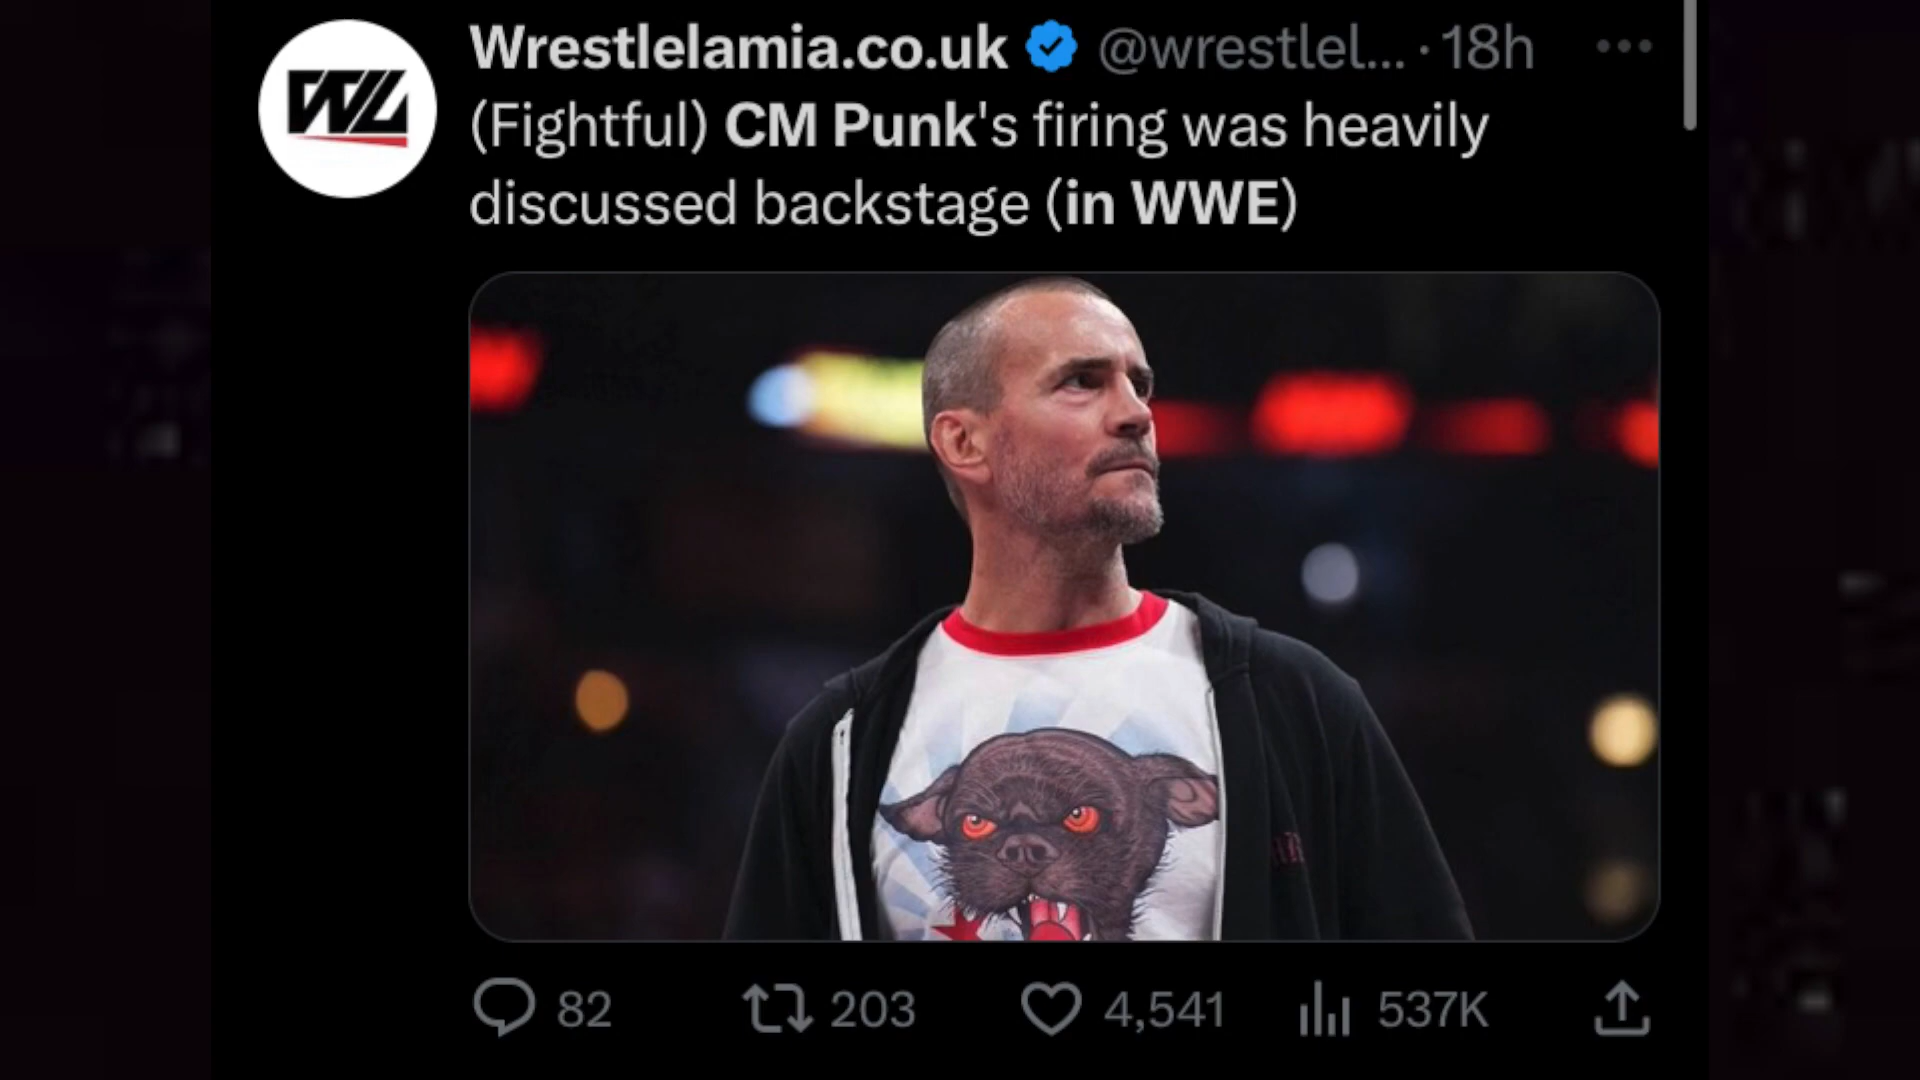 Wrestlelamia.co.uk @wrestlel... · 18h
(Fightful) CM Punk's firing was heavily
discussed backstage (in WWE)
82 203 4,541 537K